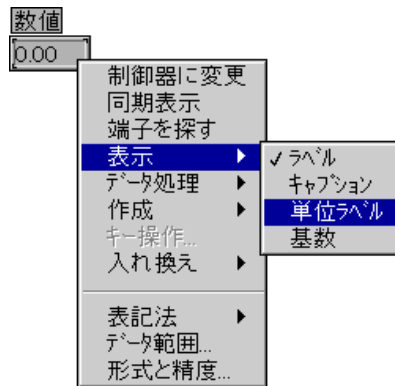 数値
0.00
制御器に変更
同期表示
端子を探す
表示
ﾃﾞｰﾀ処理
作成
キー操作...
入れ換え
表記法
ﾃﾞｰﾀ範囲...
形式と精度...
✓ ﾗﾍﾞﾙ
ｷｬﾌﾟｼｮﾝ
単位ﾗﾍﾞﾙ
基数